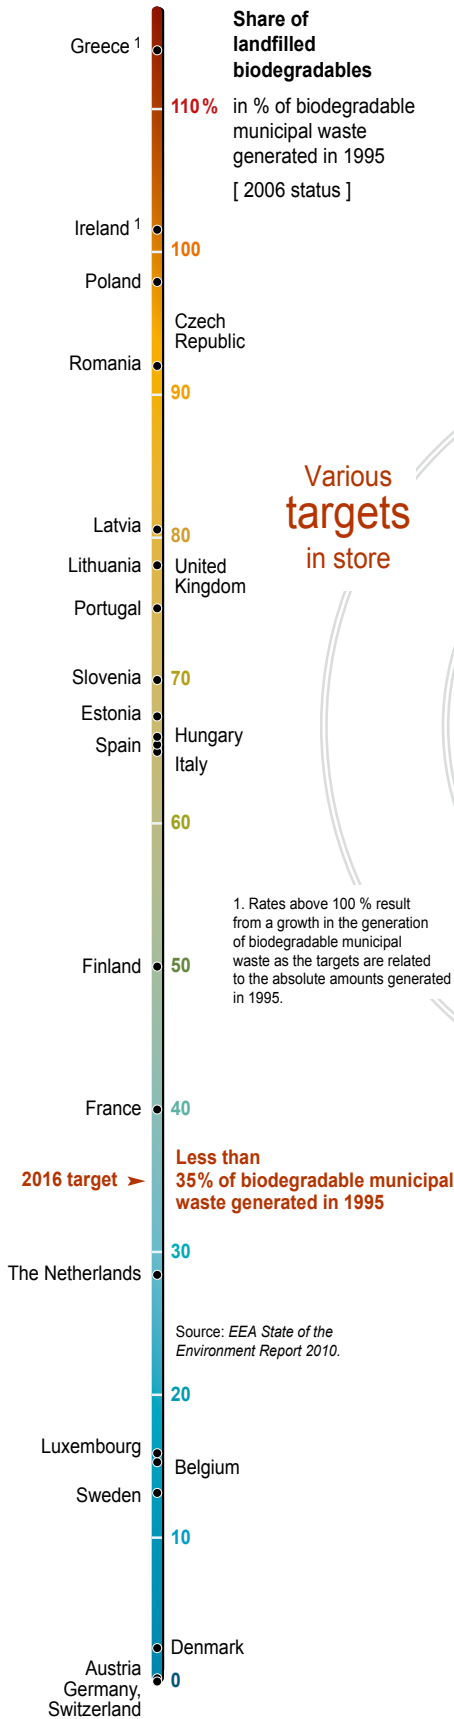 Share of
landfilled
biodegradables
in % of biodegradable
municipal waste
generated in 1995
[ 2006 status ]
Greece 1
110 %
Ireland 1
100
Poland
Czech
Republic
Romania
90
Various
targets
in store
Latvia
80
Lithuania
United
Kingdom
Portugal
Slovenia
70
Estonia
Hungary
Spain
Italy
60
1. Rates above 100 % result
from a growth in the generation
of biodegradable municipal
waste as the targets are related
to the absolute amounts generated
in 1995.
Finland
50
France
40
2016 target
Less than
35% of biodegradable municipal
waste generated in 1995
30
The Netherlands
Source: EEA State of the
Environment Report 2010.
20
Luxembourg
Belgium
Sweden
10
Denmark
Austria
Germany,
Switzerland
0